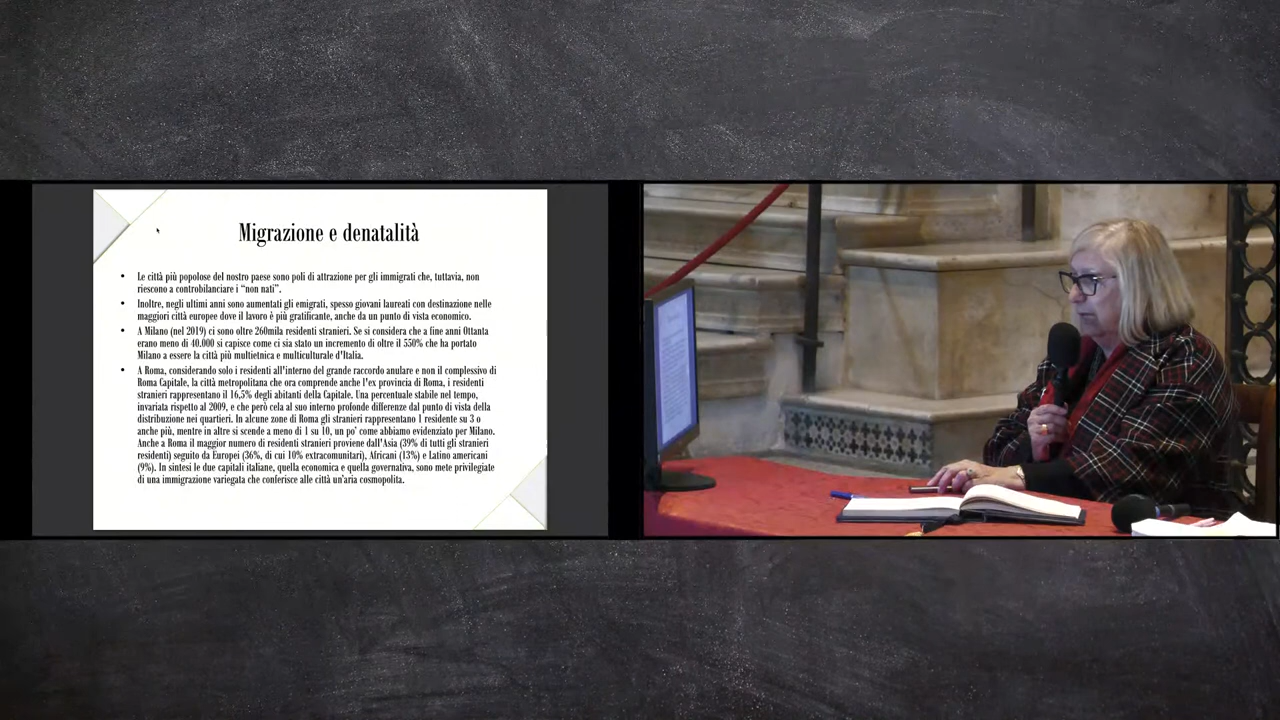 Migrazione e denatalità
• Le città più popolose del nostro paese sono poli di attrazione per gli immigrati che, tuttavia, non
riescono a controbilanciare i “non nati”.
• Inoltre, negli ultimi anni sono aumentati gli emigrati, spesso giovani laureati con destinazione nelle
maggiori città europee dove il lavoro è più gratificante, anche da un punto di vista economico.
• A Milano (nel 2019) ci sono oltre 260mila residenti stranieri. Se si considera che a fine anni Ottanta
erano meno di 40.000 si capisce come ci sia stato un incremento di oltre il 550% che ha portato
Milano a essere la città più multietnica e multiculturale d'Italia.
• A Roma, considerando solo i residenti all'interno del grande raccordo anulare e non il complessivo di
Roma Capitale, la città metropolitana che ora comprende anche l'ex provincia di Roma, i residenti
stranieri rappresentano il 16,5% degli abitanti della Capitale. Una percentuale stabile nel tempo,
invariata rispetto al 2009, e che però cela al suo interno profonde differenze dal punto di vista della
distribuzione nei quartieri. In alcune zone di Roma gli stranieri rappresentano 1 residente su 3 o
anche più, mentre in altre si scende a meno di 1 su 10, un po' come abbiamo evidenziato per Milano.
Anche a Roma il maggior numero di residenti stranieri proviene dall'Asia (39% di tutti gli stranieri
residenti) seguito da Europei (36%, di cui 10% extracomunitari), Africani (13%) e Latino americani
(9%). In sintesi le due capitali italiane, quella economica e quella governativa, sono mete privilegiate
di una immigrazione variegata che conferisce alle città un'aria cosmopolita.